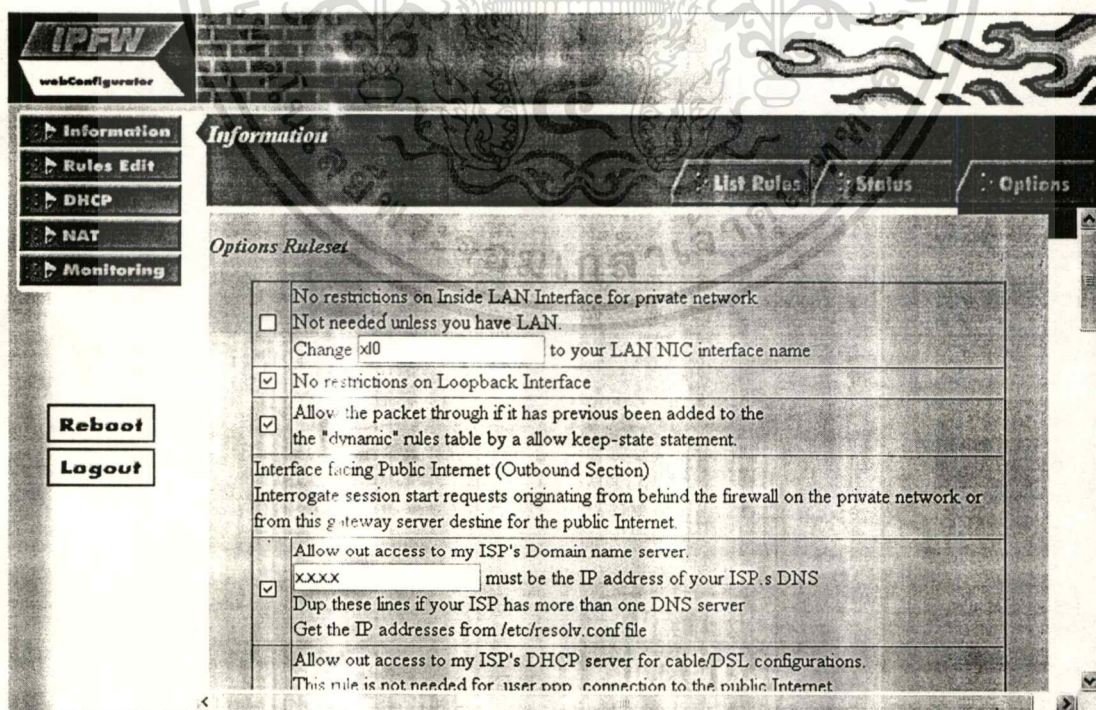 IPFW
webConfigurator
Information
Rules Edit
DHCP
NAT
Monitoring
Reboot
Logout
Information
List Rules
Status
Options
Options Ruleset
No restrictions on Inside LAN Interface for private network
Not needed unless you have LAN.
Change xl0 to your LAN NIC interface name
No restrictions on Loopback Interface
Allow the packet through if it has previous been added to the
the "dynamic" rules table by a allow keep-state statement.
Interface facing Public Internet (Outbound Section)
Interrogate session start requests originating from behind the firewall on the private network or
from this gateway server destine for the public Internet.
Allow out access to my ISP's Domain name server.
x.x.x.x must be the IP address of your ISP.s DNS
Dup these lines if your ISP has more than one DNS server
Get the IP addresses from /etc/resolv.conf file
Allow out access to my ISP's DHCP server for cable/DSL configurations.
This rule is not needed for .user ppp. connection to the public Internet